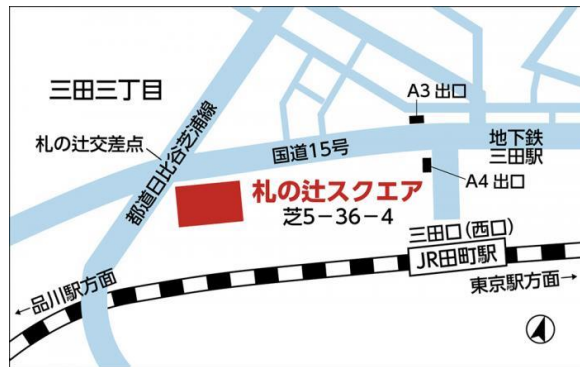 三田三丁目
A3 出口
札の辻交差点
都道日比谷芝浦線
国道15号
地下鉄
三田駅
A4 出口
札の辻スクエア
芝5−36−4
三田口(西口)
JR田町駅
←品川駅方面
東京駅方面→